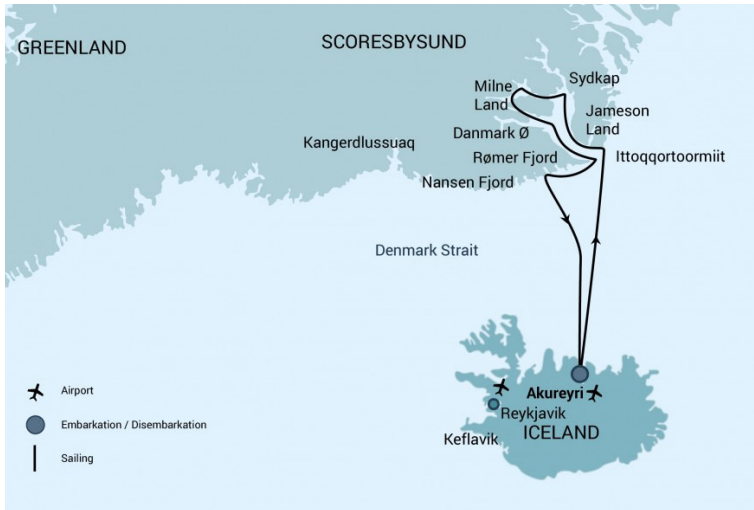 GREENLAND
SCORESBYSUND
Milne
Land
Sydkap
Jameson
Land
Danmark Ø
Kangerdlussuaq
Rømer Fjord
Ittoqqortoormiit
Nansen Fjord
Denmark Strait
Akureyri
Reykjavik
Keflavik
ICELAND
Airport
Embarkation / Disembarkation
Sailing